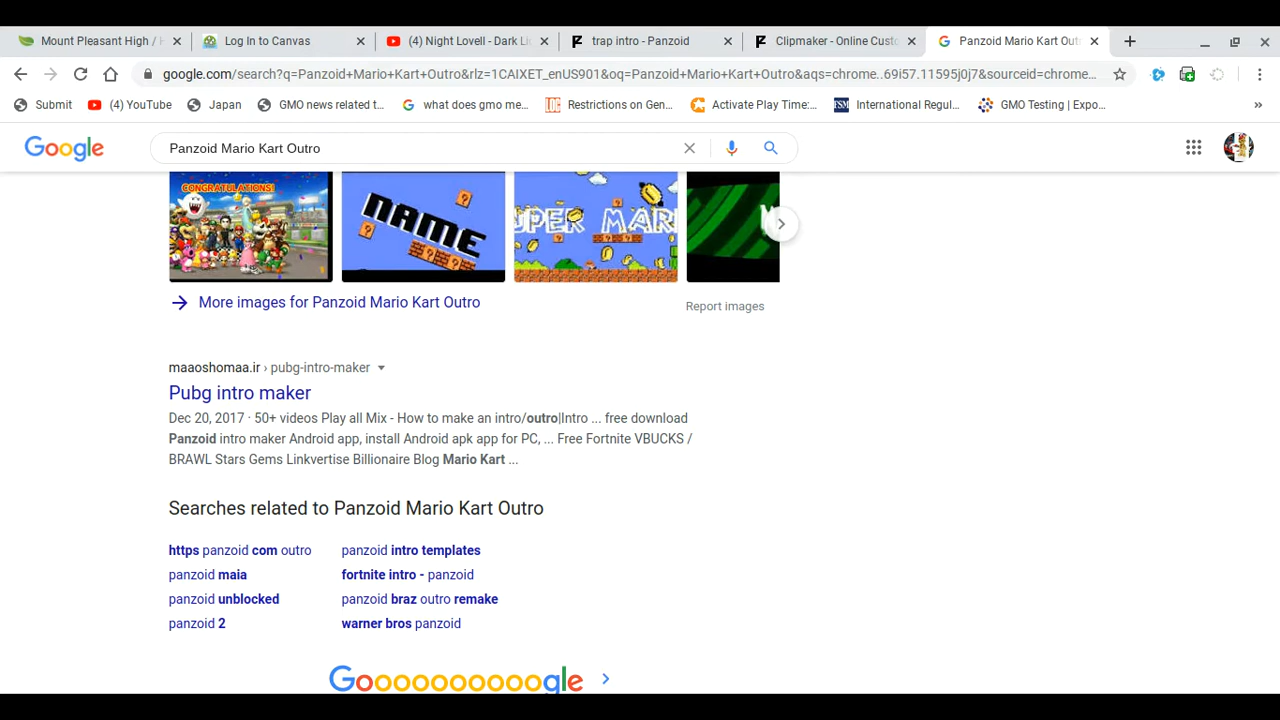 Mount Pleasant High / H
Log In to Canvas
(4) Night Lovell - Dark Li
trap intro - Panzoid
Clipmaker - Online Custo
Panzoid Mario Kart Outr
google.com/search?q=Panzoid+Mario+Kart+Outro&rlz=1CAIXET_enUS901&oq=Panzoid+Mario+Kart+Outro&aqs=chrome..69i57.11595j0j7&sourceid=chrome...
Submit
(4) YouTube
Japan
GMO news related t...
what does gmo me...
Restrictions on Gen...
Activate Play Time:...
FSM
International Regul...
GMO Testing | Expo...
Google
Panzoid Mario Kart Outro
CONGRATULATIONS!
NAME
UPER MARI
More images for Panzoid Mario Kart Outro
Report images
maaoshomaa.ir › pubg-intro-maker
Pubg intro maker
Dec 20, 2017 · 50+ videos Play all Mix - How to make an intro/outro|Intro ... free download
Panzoid intro maker Android app, install Android apk app for PC, ... Free Fortnite VBUCKS /
BRAWL Stars Gems Linkvertise Billionaire Blog Mario Kart ...
Searches related to Panzoid Mario Kart Outro
https panzoid com outro
panzoid intro templates
panzoid maia
fortnite intro - panzoid
panzoid unblocked
panzoid braz outro remake
panzoid 2
warner bros panzoid
Goooooooooogle